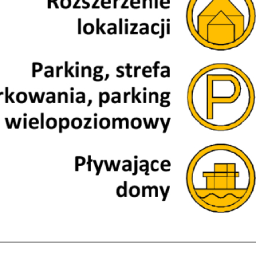 Rozszerzenie
lokalizacji
Parking, strefa
rkowania, parking
wielopoziomowy
P
Pływające
domy